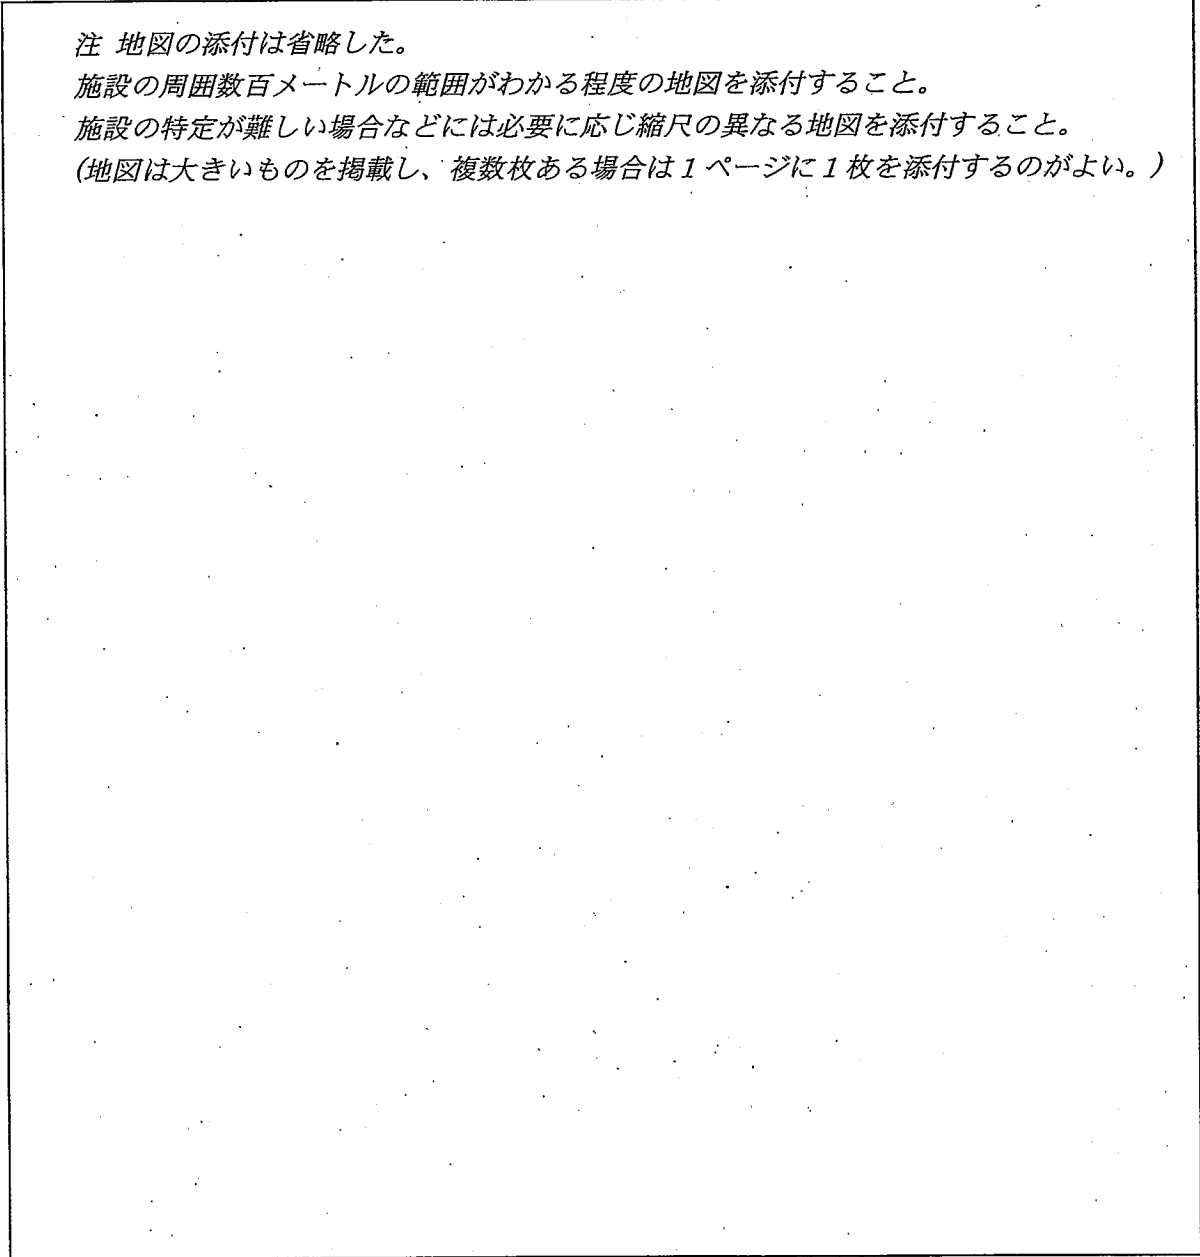 注 地図の添付は省略した。
施設の周囲数百メートルの範囲がわかる程度の地図を添付すること。
施設の特定が難しい場合などには必要に応じ縮尺の異なる地図を添付すること。
(地図は大きいものを掲載し、複数枚ある場合は1ページに1枚を添付するのがよい。)